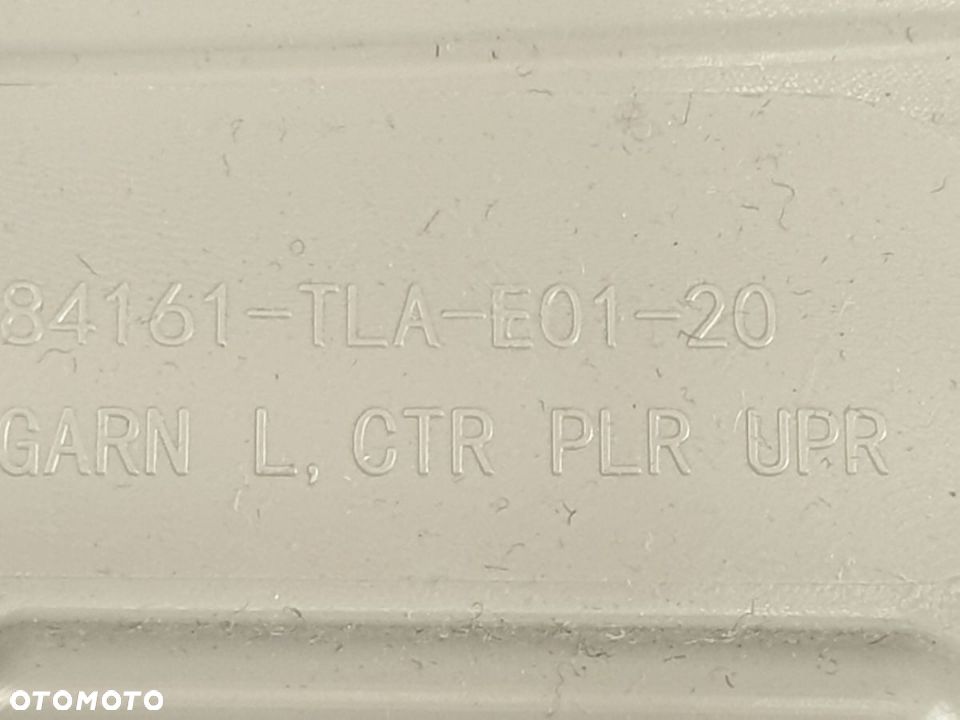 84161-TLA-E01-20
GARN L, CTR PLR UPR
OTOMOTO